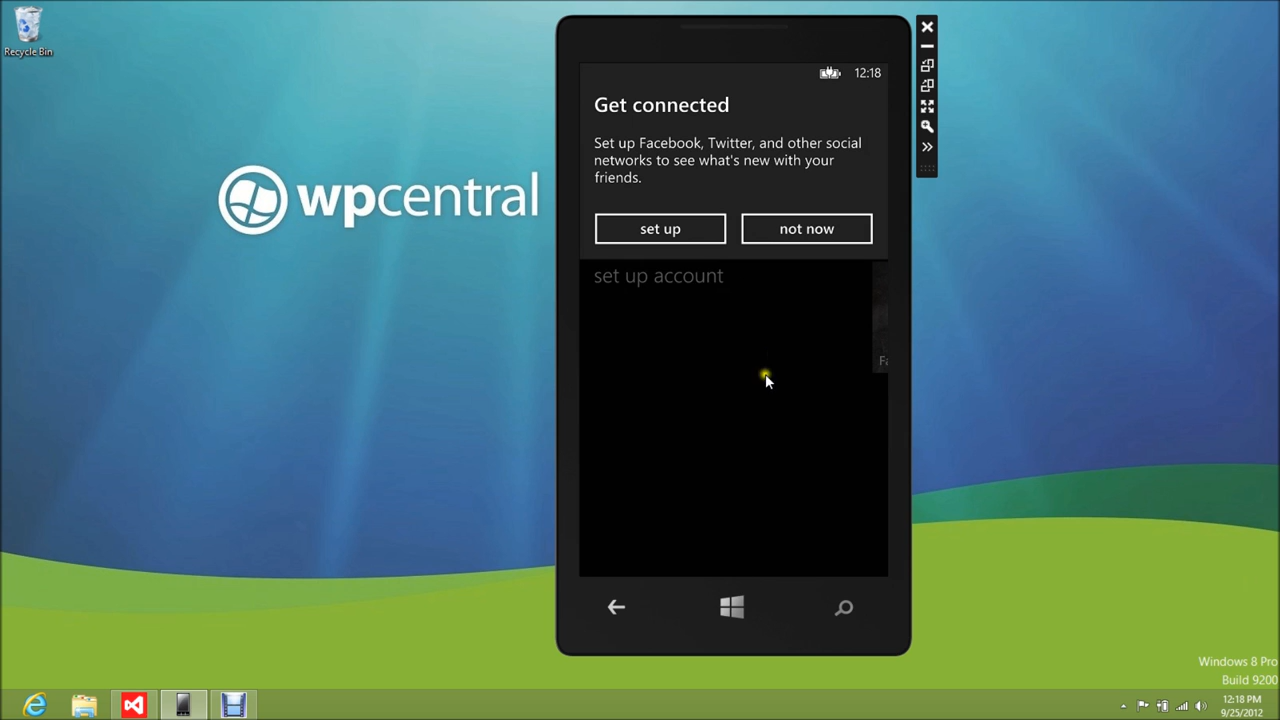 Recycle Bin
wpcentral
12:18
Get connected
Set up Facebook, Twitter, and other social
networks to see what's new with your
friends.
set up
not now
set up account
Fa
Windows 8 Pro
Build 9200
12:18 PM
9/25/2012